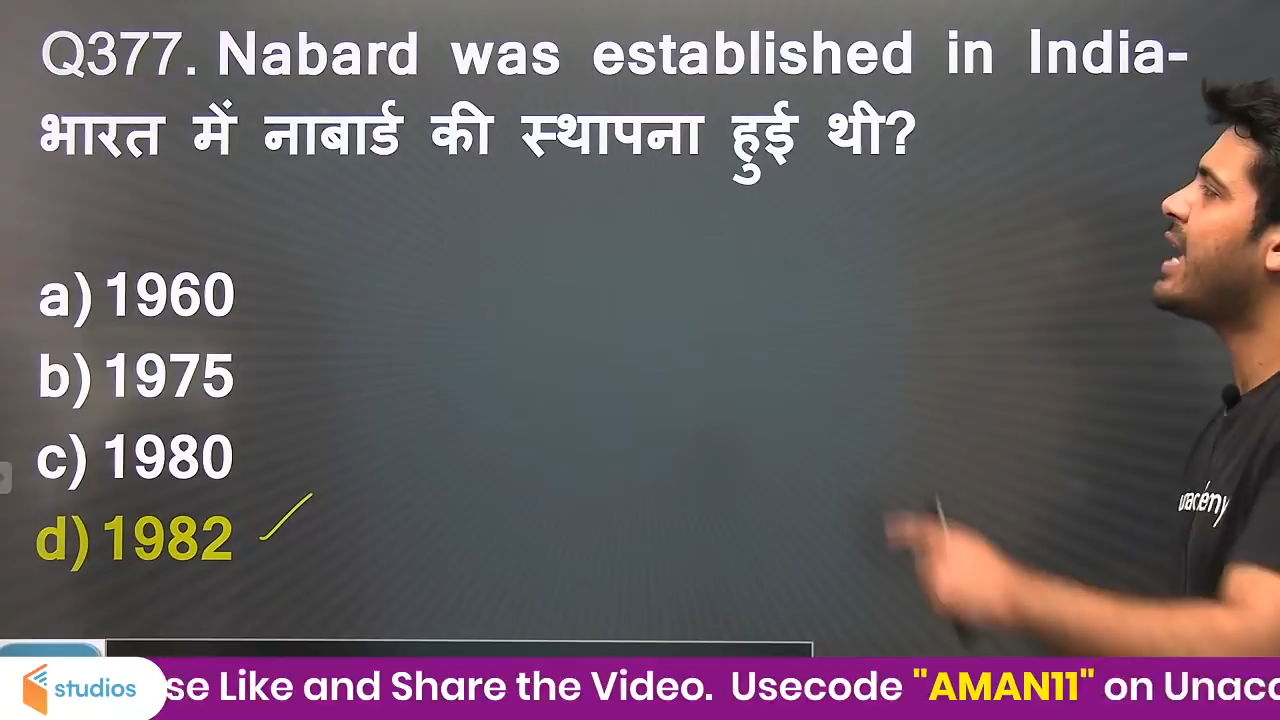 Q377. Nabard was established in India-
भारत में नाबार्ड की स्थापना हुई थी?
a) 1960
b) 1975
c) 1980
d) 1982
unacademy
studios
se Like and Share the Video. Usecode "AMAN11" on Unaca